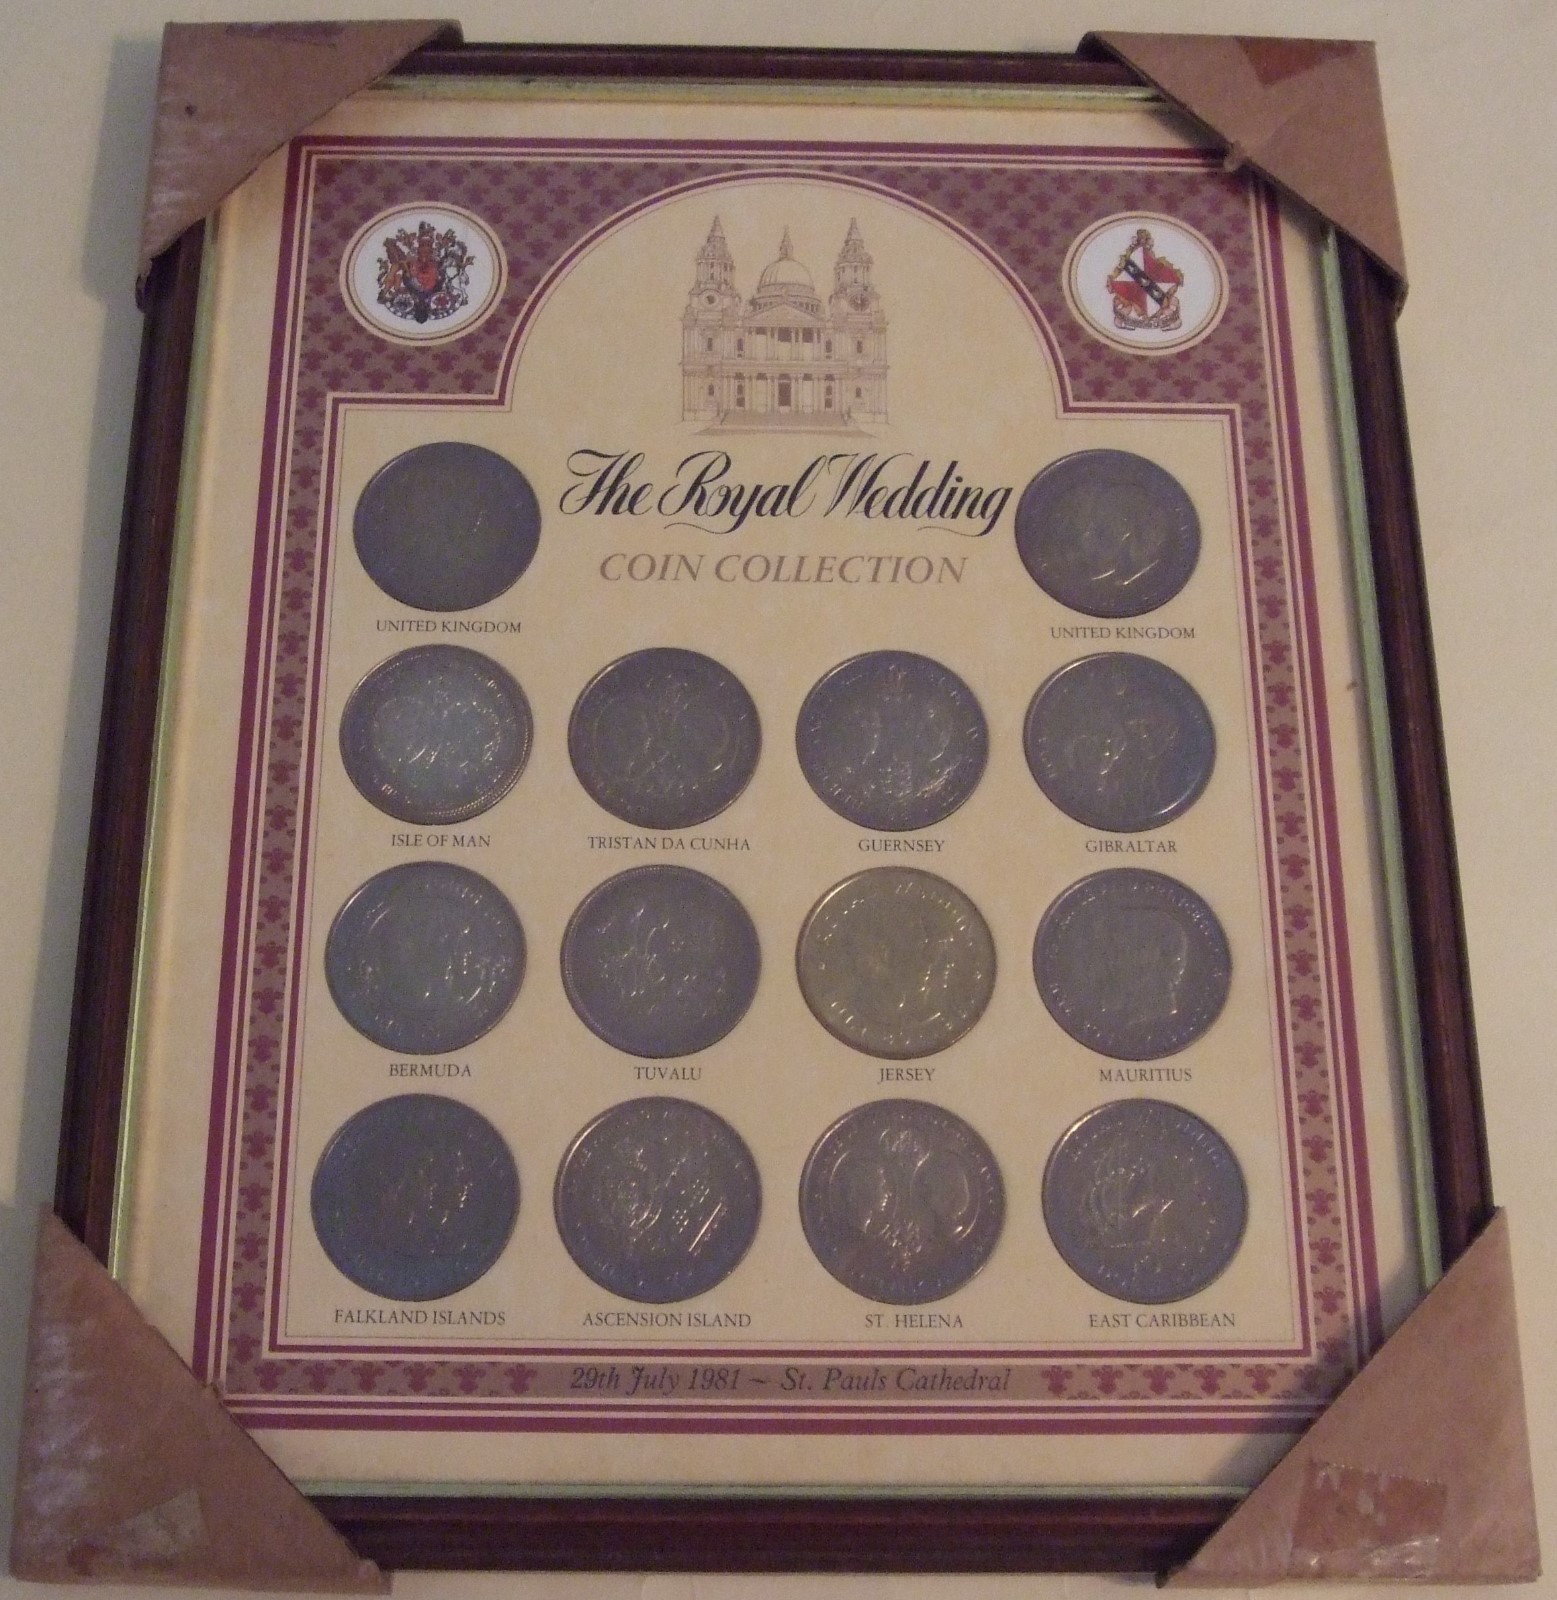 The Royal Wedding
COIN COLLECTION
UNITED KINGDOM
UNITED KINGDOM
ISLE OF MAN
TRISTAN DA CUNHA
GUERNSEY
GIBRALTAR
BERMUDA
TUVALU
JERSEY
MAURITIUS
FALKLAND ISLANDS
ASCENSION ISLAND
ST. HELENA
EAST CARIBBEAN
29th July 1981 ~ St. Pauls Cathedral